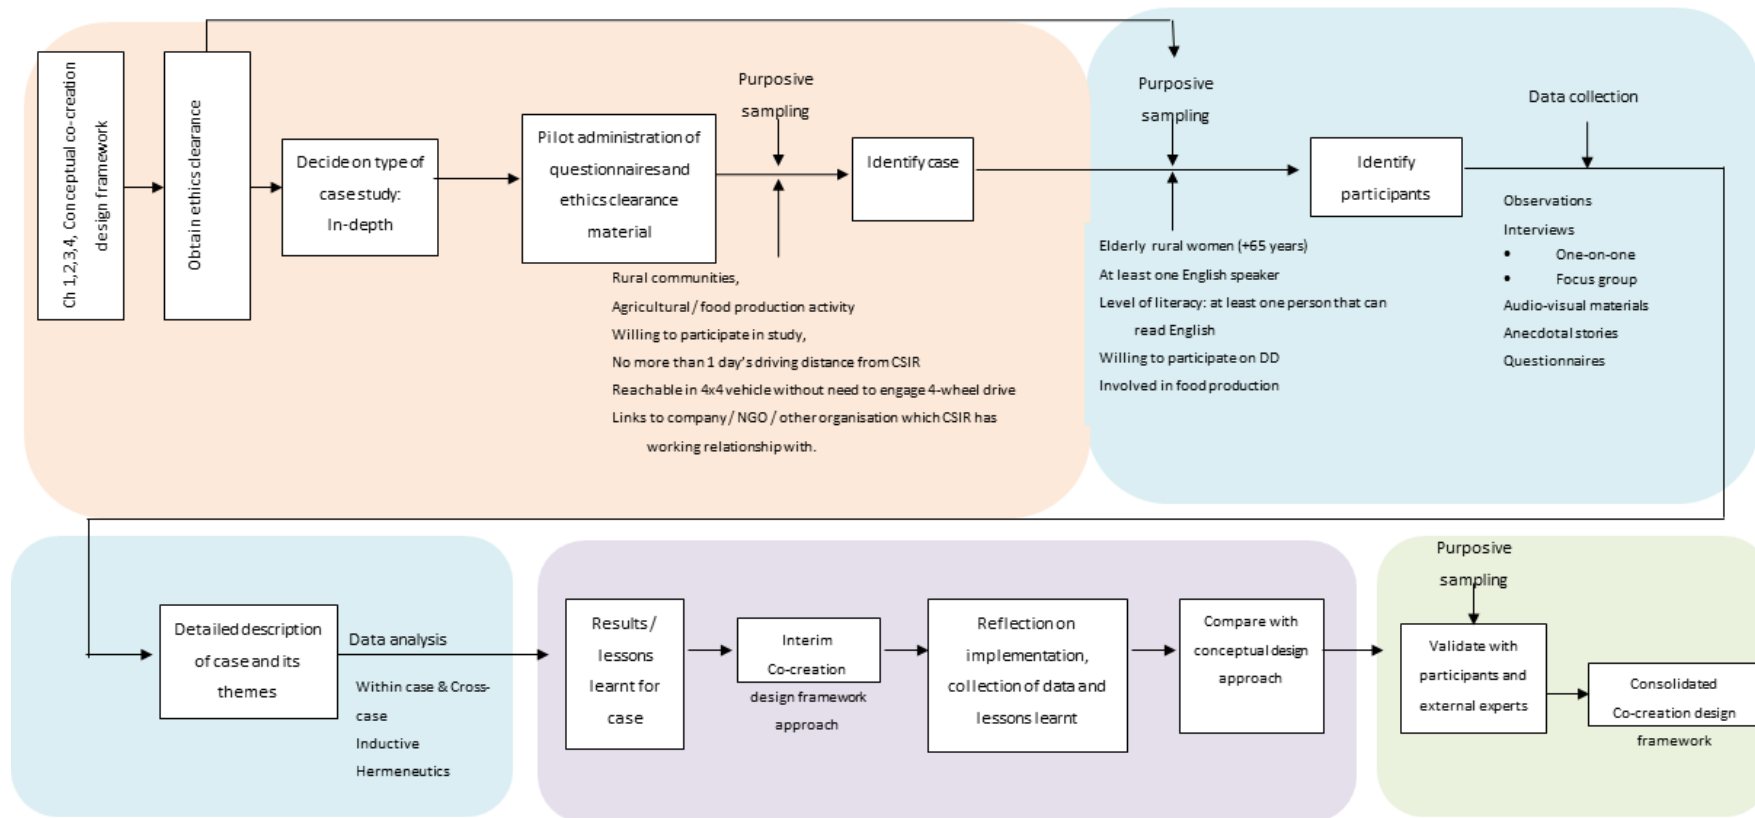 Ch 1,2,3,4, Conceptual co-creation
design framework
Obtain ethics clearance
Decide on type of
case study:
In-depth
Pilot administration of
questionnaires and
ethics clearance
material
Purposive
sampling
Rural communities,
Agricultural / food production activity
Willing to participate in study,
No more than 1 day's driving distance from CSIR
Reachable in 4x4 vehicle without need to engage 4-wheel drive
Links to company / NGO / other organisation which CSIR has
working relationship with.
Identify case
Purposive
sampling
Elderly rural women (+65 years)
At least one English speaker
Level of literacy: at least one person that can
read English
Willing to participate on DD
Involved in food production
Identify
participants
Data collection
Observations
Interviews
• One-on-one
• Focus group
Audio-visual materials
Anecdotal stories
Questionnaires
Detailed description
of case and its
themes
Data analysis
Within case & Cross-
case
Inductive
Hermeneutics
Results /
lessons
learnt for
case
Interim
Co-creation
design framework
approach
Reflection on
implementation,
collection of data and
lessons learnt
Compare with
conceptual design
approach
Purposive
sampling
Validate with
participants and
external experts
Consolidated
Co-creation design
framework